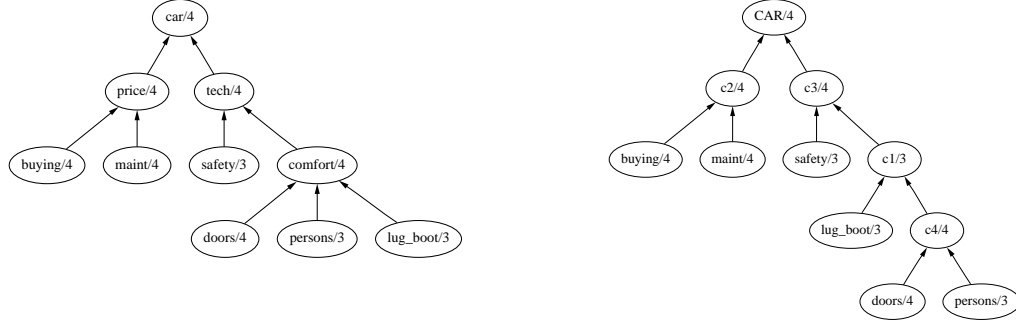 car/4
price/4
tech/4
buying/4
maint/4
safety/3
comfort/4
doors/4
persons/3
lug_boot/3
CAR/4
c2/4
c3/4
buying/4
maint/4
safety/3
c1/3
lug_boot/3
c4/4
doors/4
persons/3